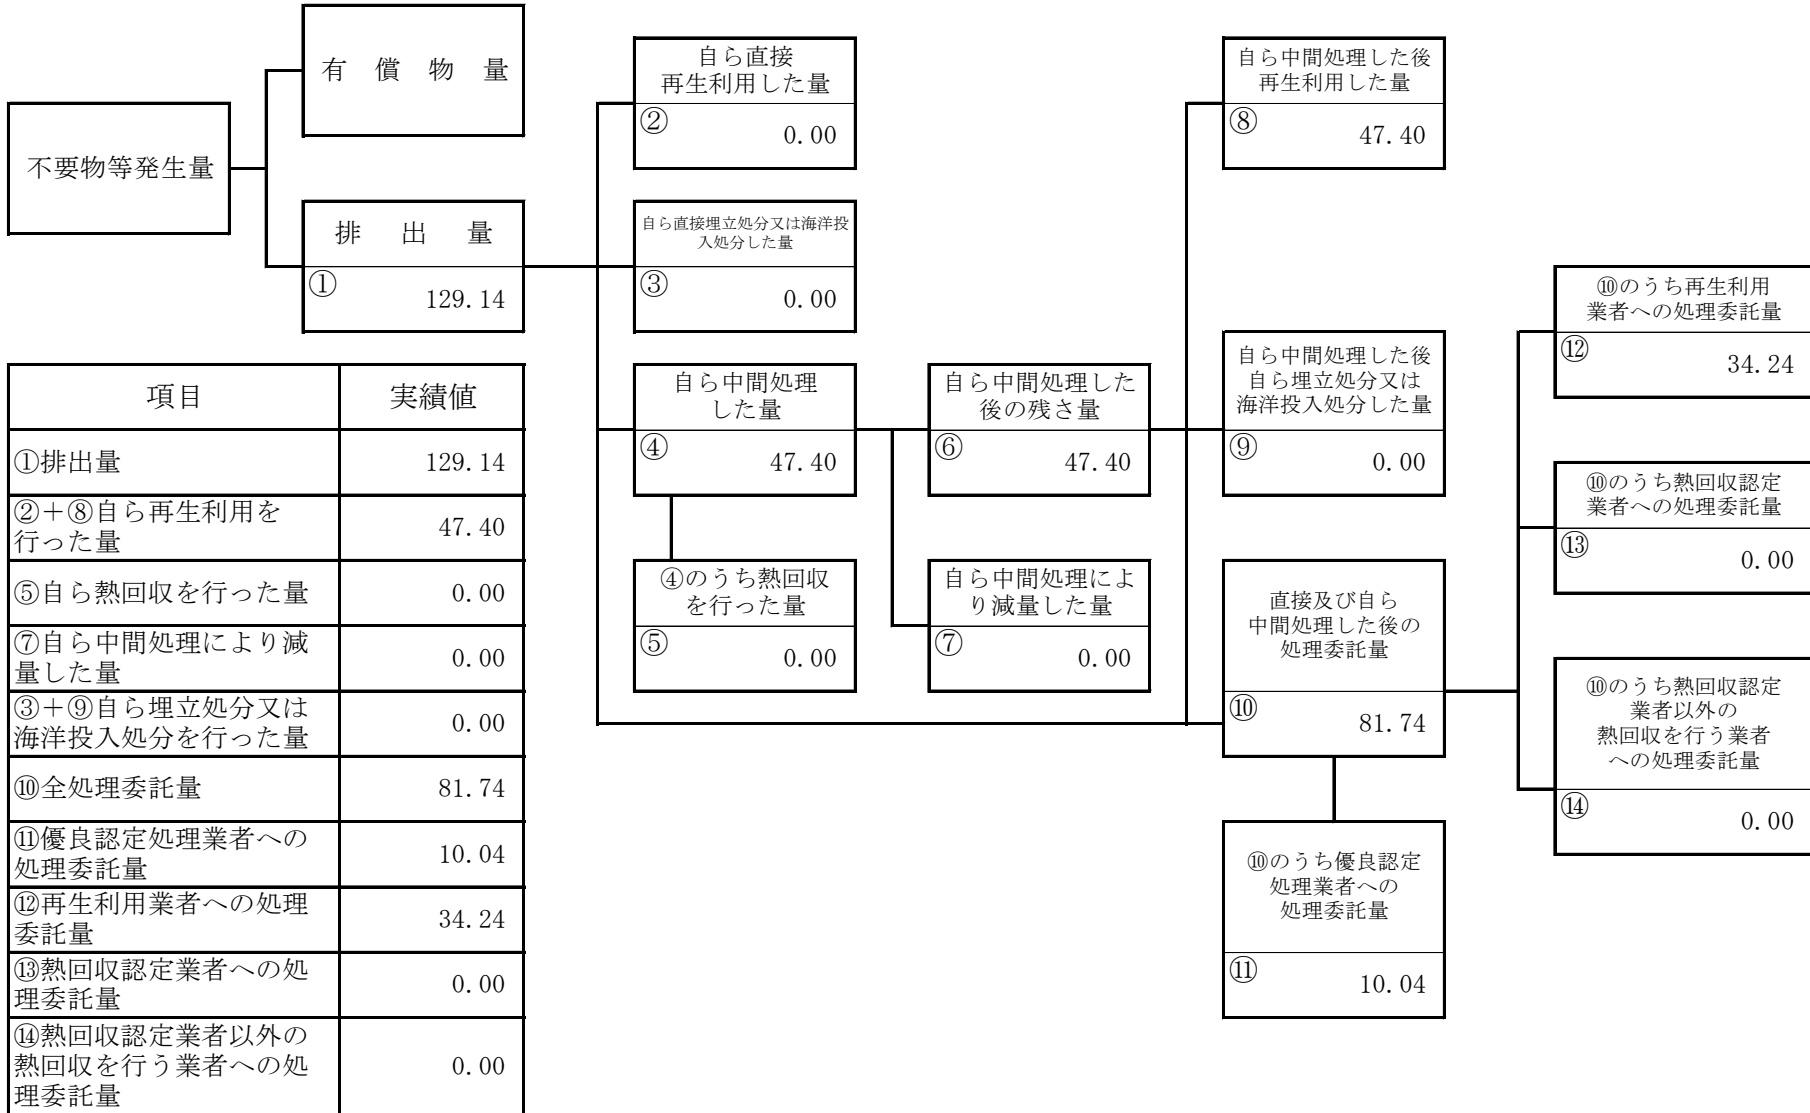 不要物等発生量
有　償　物　量
排　出　量
①
129.14
自ら直接
再生利用した量
②
0.00
自ら直接埋立処分又は海洋投
入処分した量
③
0.00
自ら中間処理
した量
④
47.40
④のうち熱回収
を行った量
⑤
0.00
自ら中間処理した
後の残さ量
⑥
47.40
自ら中間処理によ
り減量した量
⑦
0.00
自ら中間処理した後
再生利用した量
⑧
47.40
自ら中間処理した後
自ら埋立処分又は
海洋投入処分した量
⑨
0.00
直接及び自ら
中間処理した後の
処理委託量
⑩
81.74
⑩のうち優良認定
処理業者への
処理委託量
⑪
10.04
⑩のうち再生利用
業者への処理委託量
⑫
34.24
⑩のうち熱回収認定
業者への処理委託量
⑬
0.00
⑩のうち熱回収認定
業者以外の
熱回収を行う業者
への処理委託量
⑭
0.00
項目
実績値
①排出量
129.14
②＋⑧自ら再生利用を
行った量
47.40
⑤自ら熱回収を行った量
0.00
⑦自ら中間処理により減
量した量
0.00
③＋⑨自ら埋立処分又は
海洋投入処分を行った量
0.00
⑩全処理委託量
81.74
⑪優良認定処理業者への
処理委託量
10.04
⑫再生利用業者への処理
委託量
34.24
⑬熱回収認定業者への処
理委託量
0.00
⑭熱回収認定業者以外の
熱回収を行う業者への処
理委託量
0.00